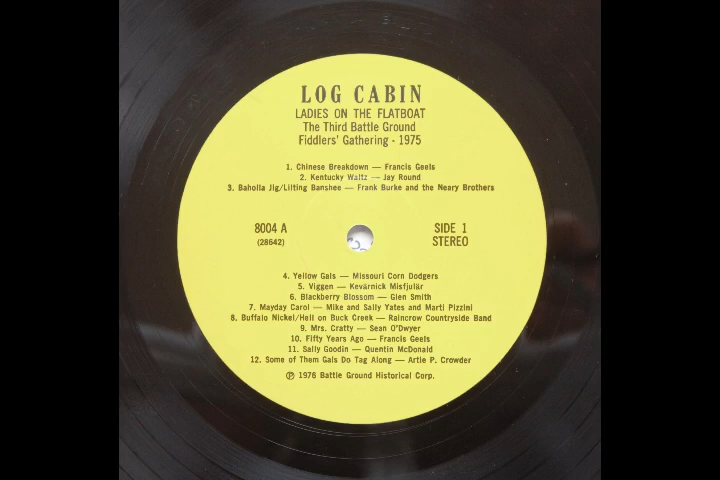 LOG CABIN
LADIES ON THE FLATBOAT
The Third Battle Ground
Fiddlers' Gathering - 1975
1. Chinese Breakdown — Francis Geels
2. Kentucky Waltz — Jay Round
3. Baholla Jig/Lilting Banshee — Frank Burke and the Neary Brothers
8004 A
(28642)
SIDE 1
STEREO
4. Yellow Gals — Missouri Corn Dodgers
5. Viggen — Kevärnick Misfjulär
6. Blackberry Blossom — Glen Smith
7. Mayday Carol — Mike and Sally Yates and Marti Pizzini
8. Buffalo Nickel/Hell on Buck Creek — Raincrow Countryside Band
9. Mrs. Cratty — Sean O'Dwyer
10. Fifty Years Ago — Francis Geels
11. Sally Goodin — Quentin McDonald
12. Some of Them Gals Do Tag Along — Artie P. Crowder
℗ 1976 Battle Ground Historical Corp.